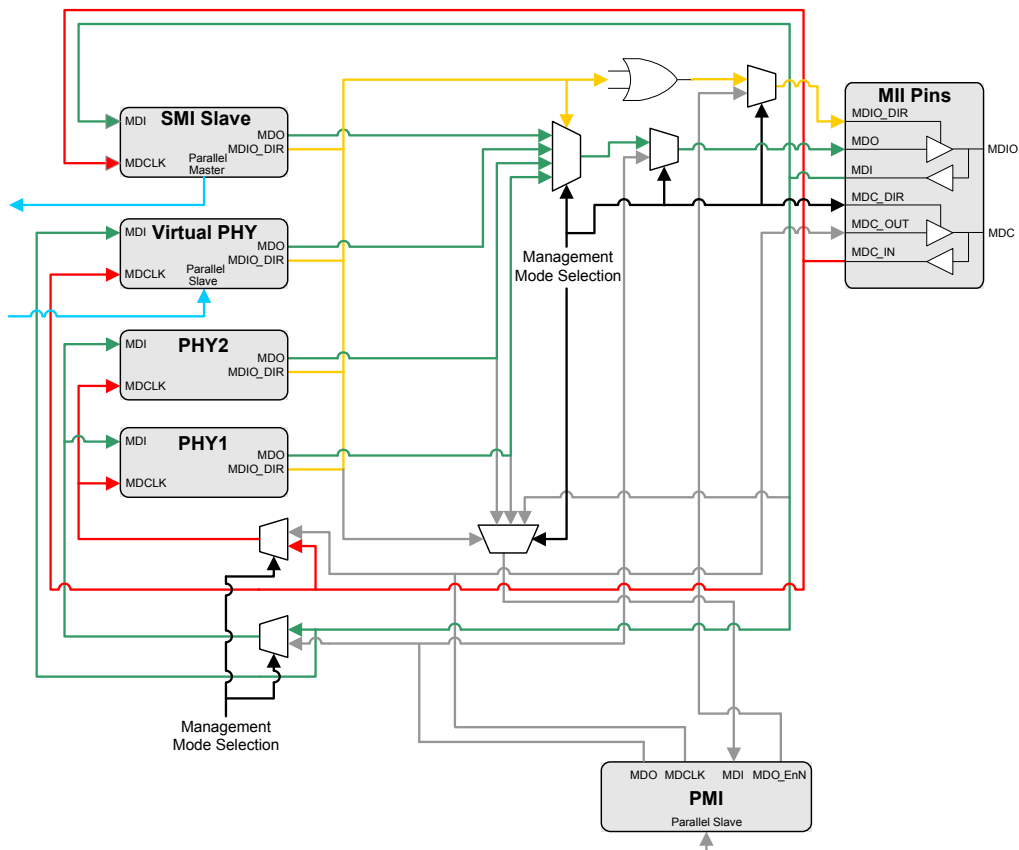 MII Pins
MDIO_DIR
MDO
MDIO
MDI
MDC_DIR
MDC_OUT
MDC
MDC_IN
SMI Slave
MDI
MDO
MDIO_DIR
MDCLK
Parallel
Master
Virtual PHY
MDI
MDO
MDIO_DIR
MDCLK
Parallel
Slave
Management
Mode Selection
PHY2
MDI
MDO
MDIO_DIR
MDCLK
PHY1
MDI
MDO
MDIO_DIR
MDCLK
Management
Mode Selection
MDO MDCLK MDI MDO_EnN
PMI
Parallel Slave